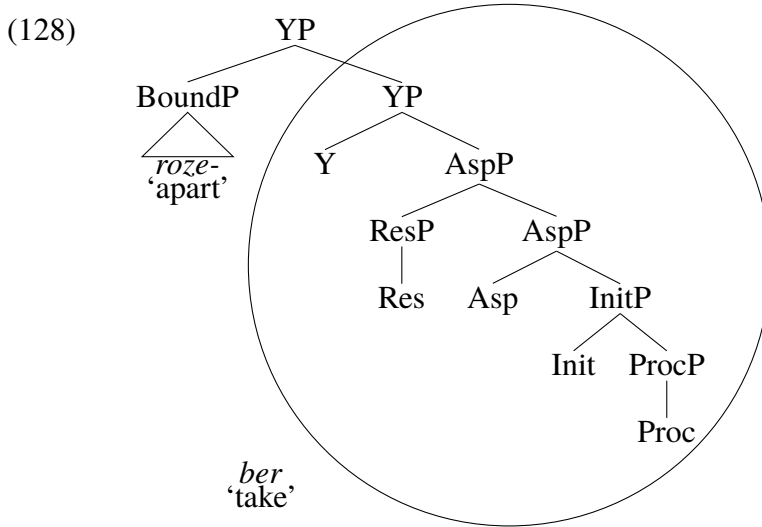 (128) YP
BoundP YP
roze- Y AspP
‘apart’
ResP AspP
Res Asp InitP
Init ProcP
Proc
ber
‘take’